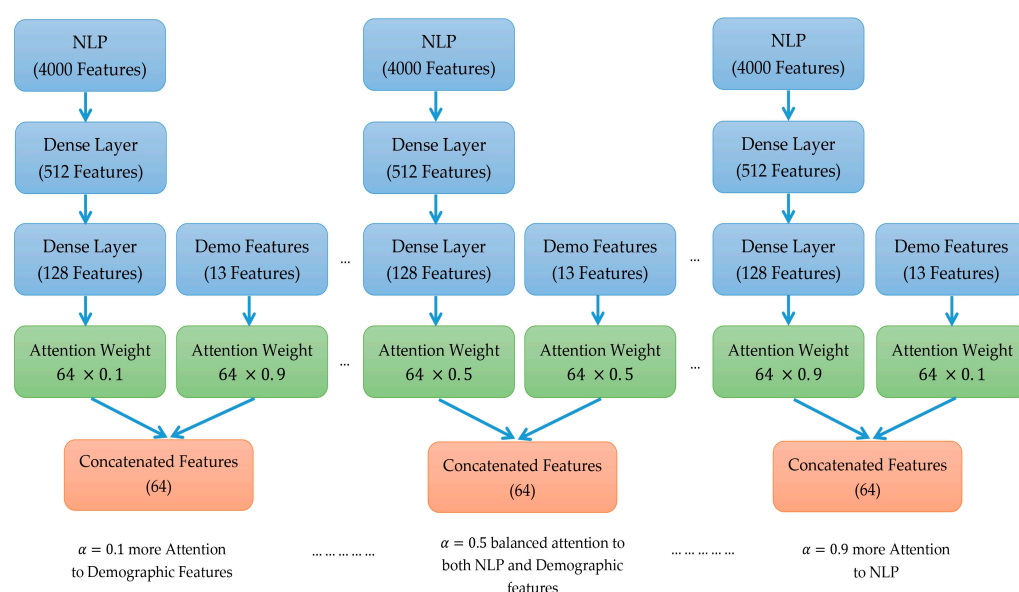 NLP
(4000 Features)
NLP
(4000 Features)
NLP
(4000 Features)
Dense Layer
(512 Features)
Dense Layer
(512 Features)
Dense Layer
(512 Features)
Dense Layer
(128 Features)
Demo Features
(13 Features)
...
Dense Layer
(128 Features)
Demo Features
(13 Features)
...
Dense Layer
(128 Features)
Demo Features
(13 Features)
Attention Weight
64 × 0.1
Attention Weight
64 × 0.9
...
Attention Weight
64 × 0.5
Attention Weight
64 × 0.5
...
Attention Weight
64 × 0.9
Attention Weight
64 × 0.1
Concatenated Features
(64)
Concatenated Features
(64)
Concatenated Features
(64)
α = 0.1 more Attention
to Demographic Features
... ... ... ... ...
α = 0.5 balanced attention to
both NLP and Demographic
features
... ... ... ... ...
α = 0.9 more Attention
to NLP